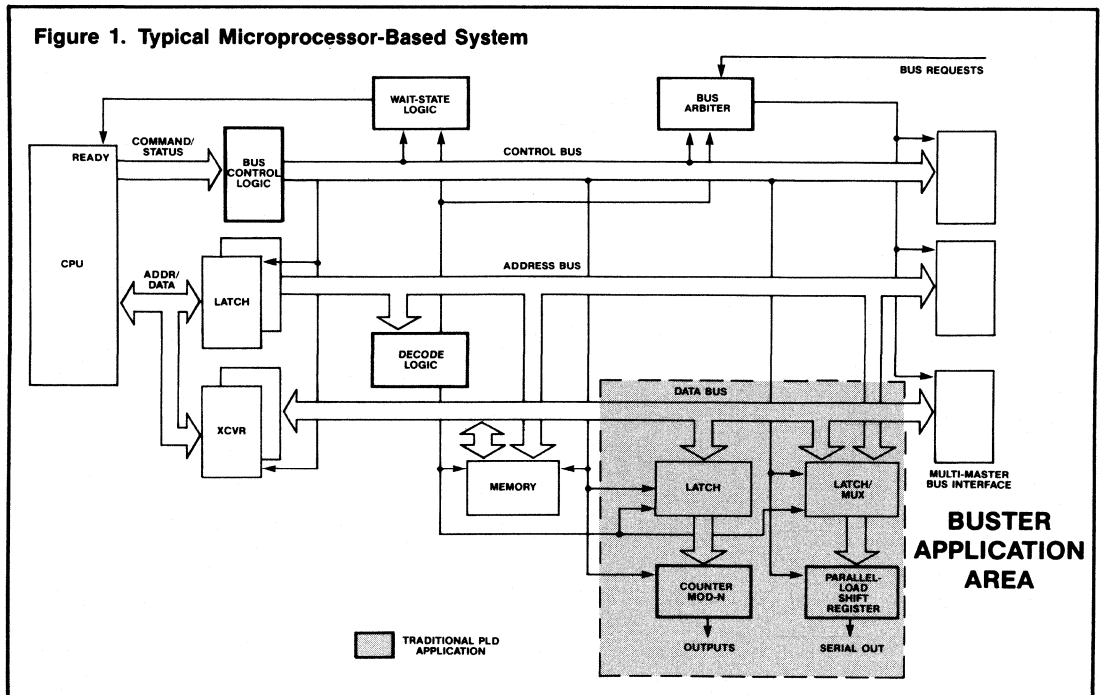 Figure 1. Typical Microprocessor-Based System
BUS REQUESTS
WAIT-STATE
LOGIC
BUS
ARBITER
READY
COMMAND/
STATUS
BUS
CONTROL
LOGIC
CONTROL BUS
CPU
ADDR/
DATA
LATCH
ADDRESS BUS
DECODE
LOGIC
DATA BUS
XCVR
MEMORY
LATCH
LATCH/
MUX
MULTI-MASTER
BUS INTERFACE
BUSTER
APPLICATION
AREA
COUNTER
MOD-N
PARALLEL-
LOAD
SHIFT
REGISTER
TRADITIONAL PLD
APPLICATION
OUTPUTS
SERIAL OUT